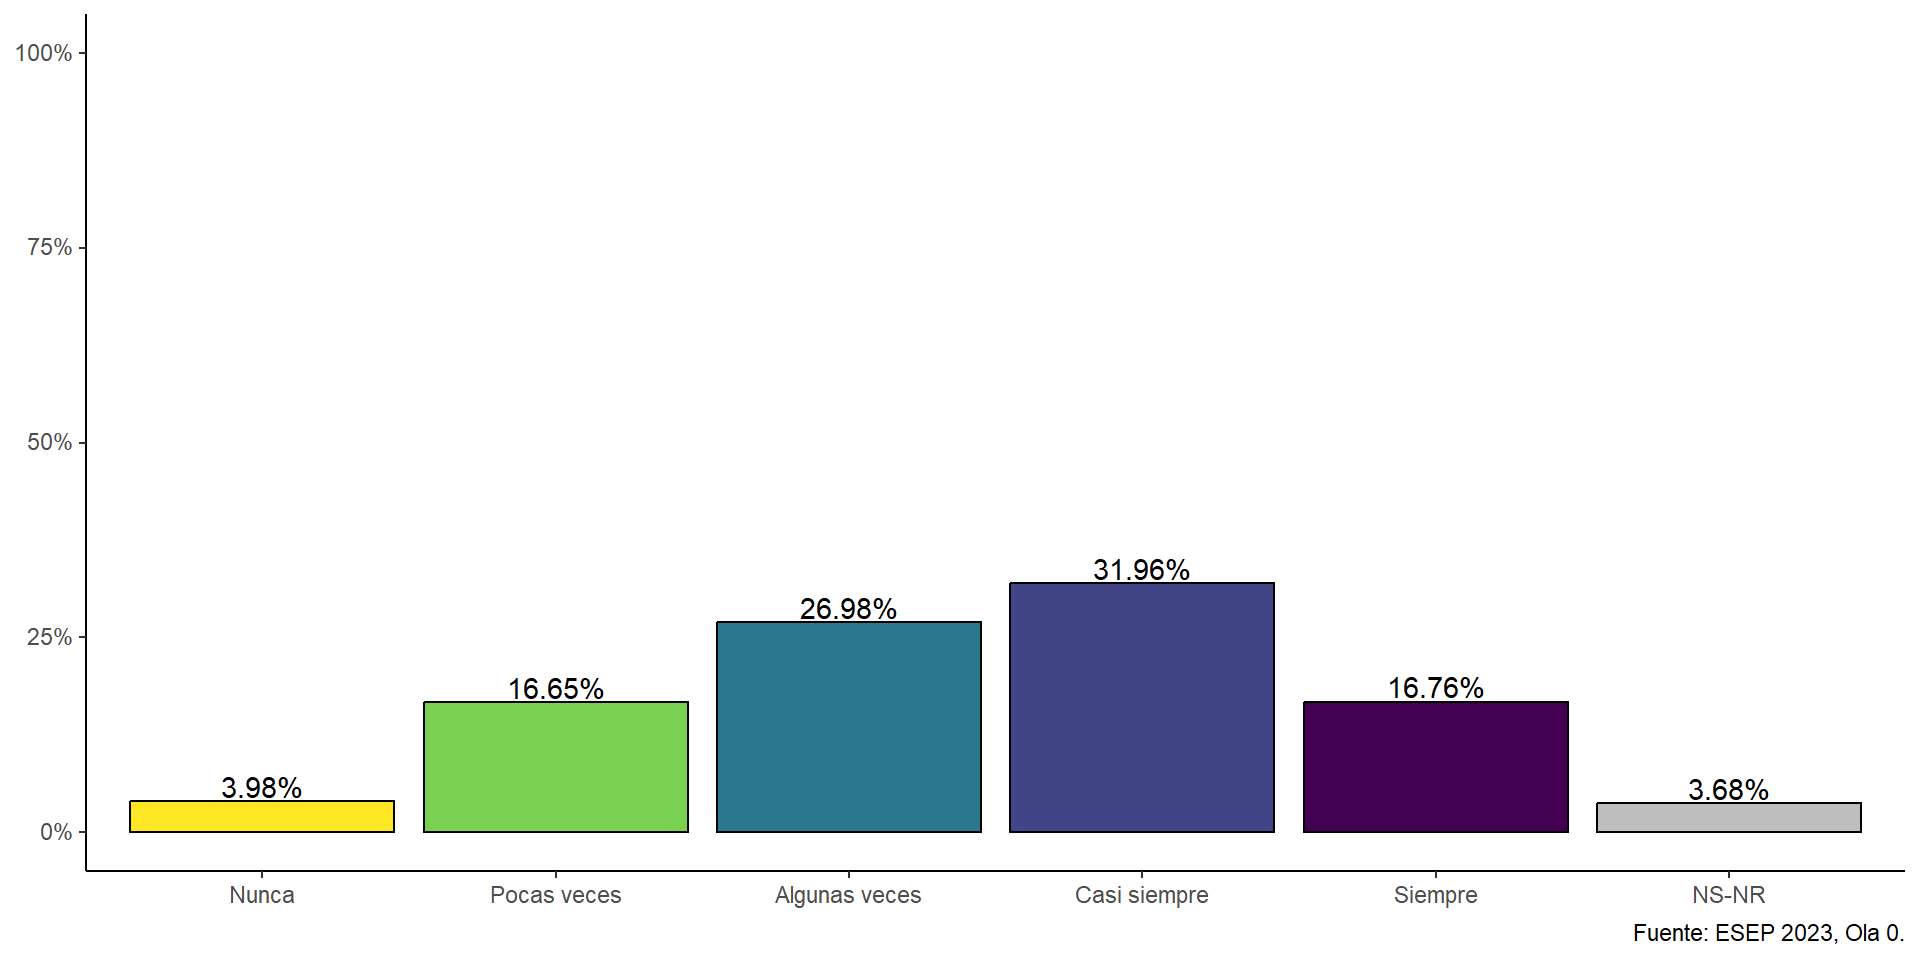 100%
75%
50%
25%
0%
3.98%
16.65%
26.98%
31.96%
16.76%
3.68%
Nunca
Pocas veces
Algunas veces
Casi siempre
Siempre
NS-NR
Fuente: ESEP 2023, Ola 0.